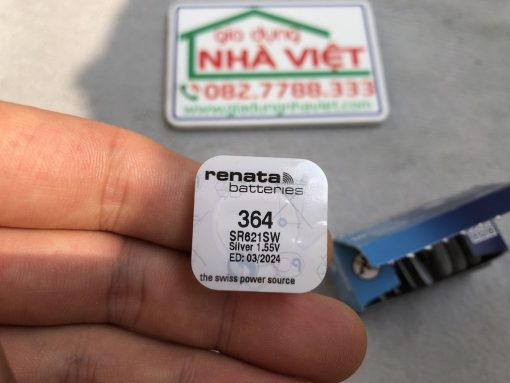 gia dụng
NHÀ VIỆT
082.7788.333
www.giadungnhaviet.com
renata
batteries
364
SR621SW
Silver 1.55V
ED: 03/2024
the swiss power source